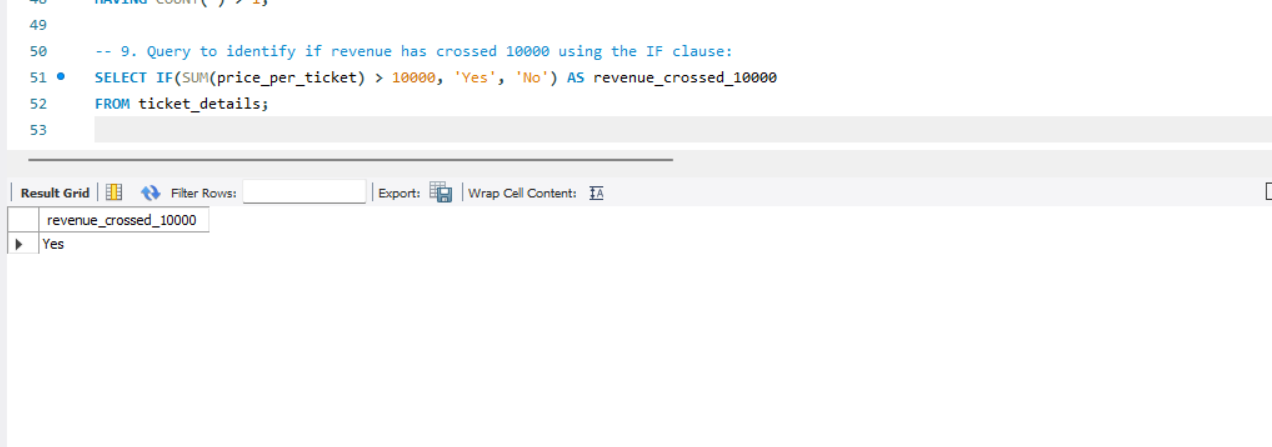 49
50 -- 9. Query to identify if revenue has crossed 10000 using the IF clause:
51 SELECT IF(SUM(price_per_ticket) > 10000, 'Yes', 'No') AS revenue_crossed_10000
52 FROM ticket_details;
53
Result Grid Filter Rows: Export: Wrap Cell Content: IA
revenue_crossed_10000
Yes